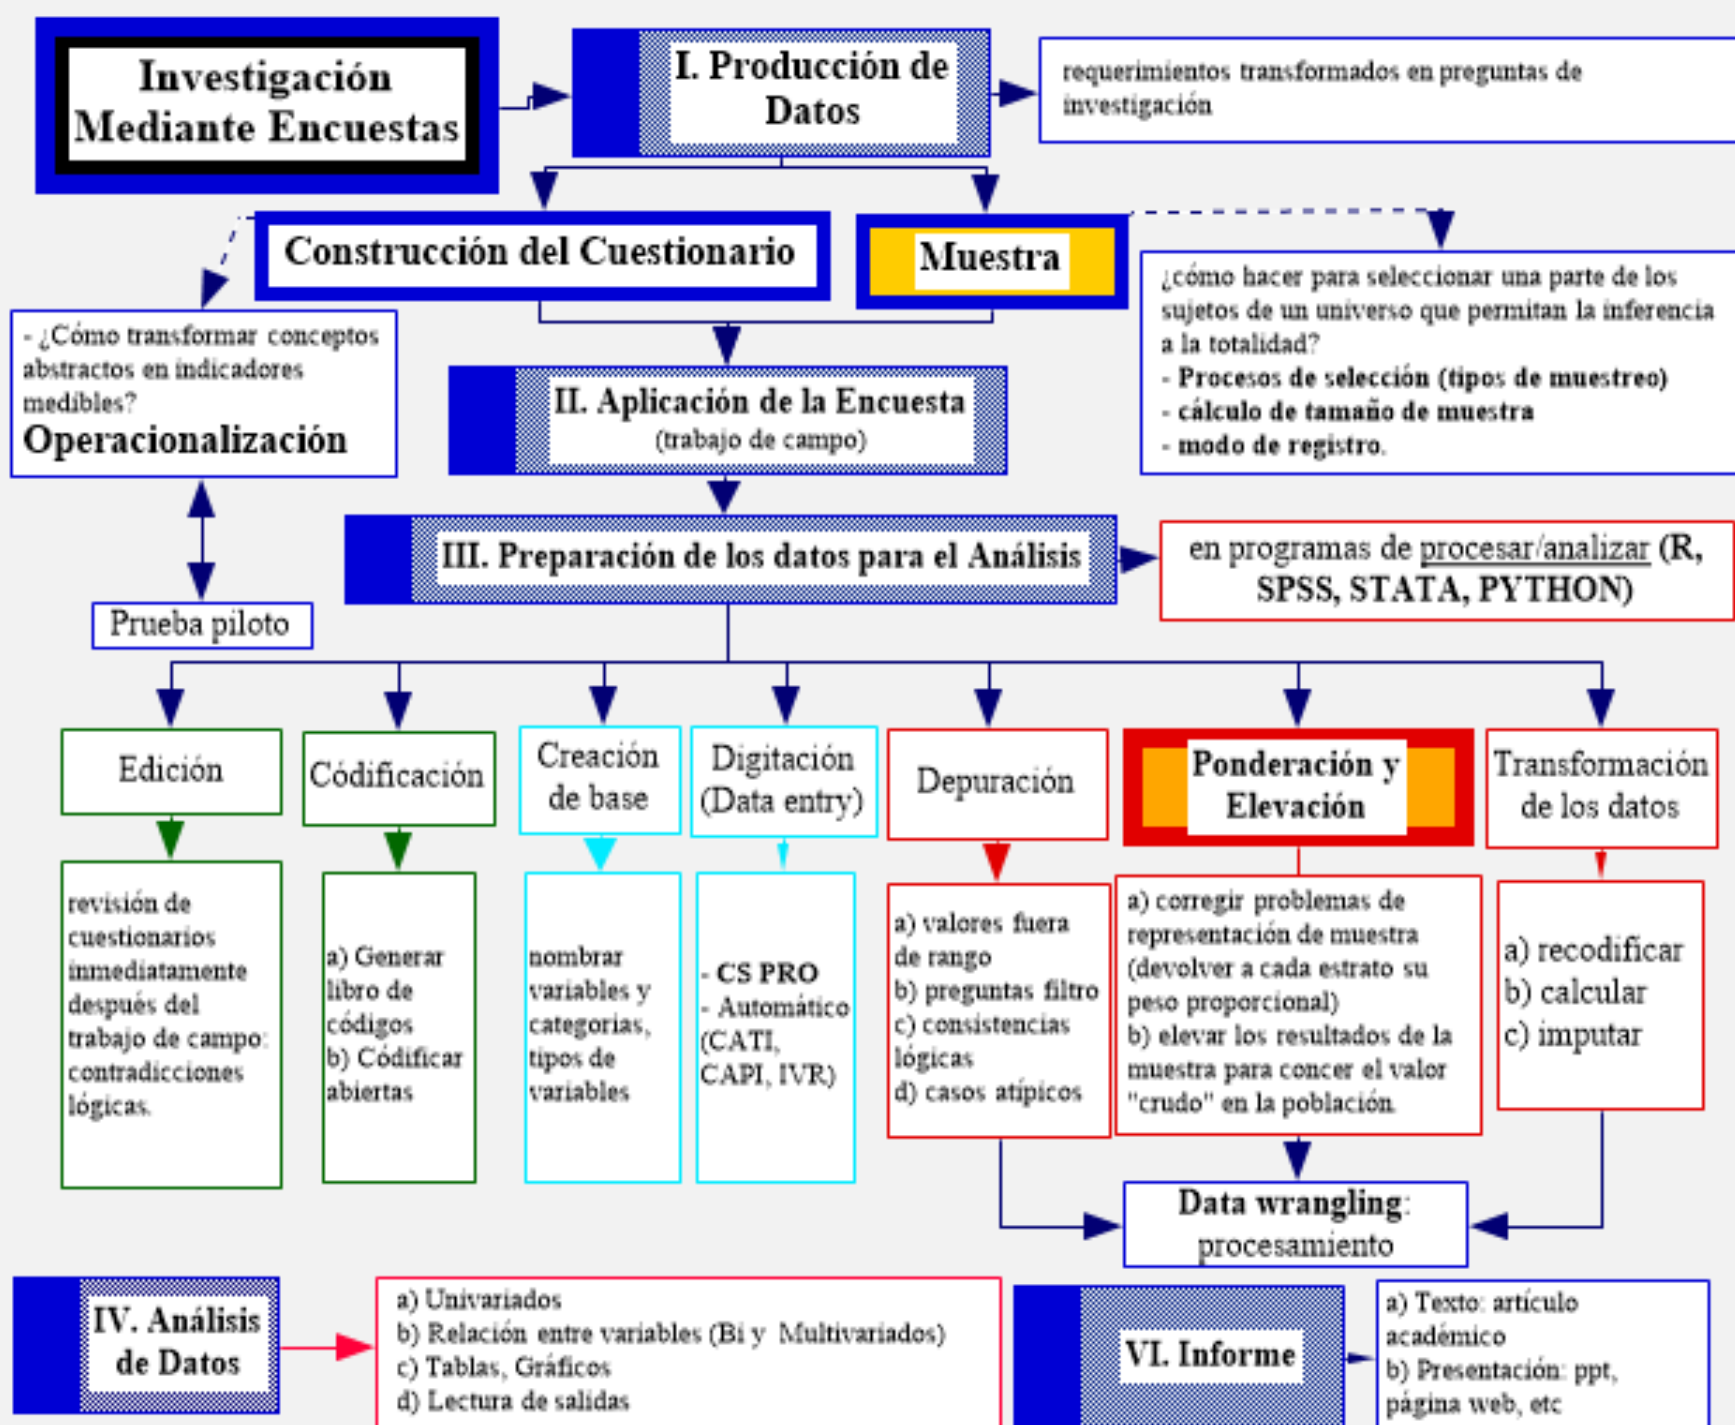 Investigación
Mediante Encuestas
I. Producción de
Datos
requerimientos transformados en preguntas de
investigación
Construcción del Cuestionario
Muestra
- ¿Cómo transformar conceptos
abstractos en indicadores
medibles?
Operacionalización
¿cómo hacer para seleccionar una parte de los
sujetos de un universo que permitan la inferencia
a la totalidad?
- Procesos de selección (tipos de muestreo)
- cálculo de tamaño de muestra
- modo de registro.
II. Aplicación de la Encuesta
(trabajo de campo)
III. Preparación de los datos para el Análisis
en programas de procesar/analizar (R,
SPSS, STATA, PYTHON)
Prueba piloto
Edición
Códificación
Creación
de base
Digitación
(Data entry)
Depuración
Ponderación y
Elevación
Transformación
de los datos
revisión de
cuestionarios
inmediatamente
después del
trabajo de campo:
contradicciones
lógicas.
a) Generar
libro de
códigos
b) Códificar
abiertas
nombrar
variables y
categorias,
tipos de
variables
- CS PRO
- Automático
(CATI,
CAPI, IVR)
a) valores fuera
de rango
b) preguntas filtro
c) consistencias
lógicas
d) casos atípicos
a) corregir problemas de
representación de muestra
(devolver a cada estrato su
peso proporcional)
b) elevar los resultados de la
muestra para concer el valor
"crudo" en la población.
a) recodificar
b) calcular
c) imputar
Data wrangling:
procesamiento
IV. Análisis
de Datos
a) Univariados
b) Relación entre variables (Bi y Multivariados)
c) Tablas, Gráficos
d) Lectura de salidas
VI. Informe
a) Texto: artículo
académico
b) Presentación: ppt,
página web, etc